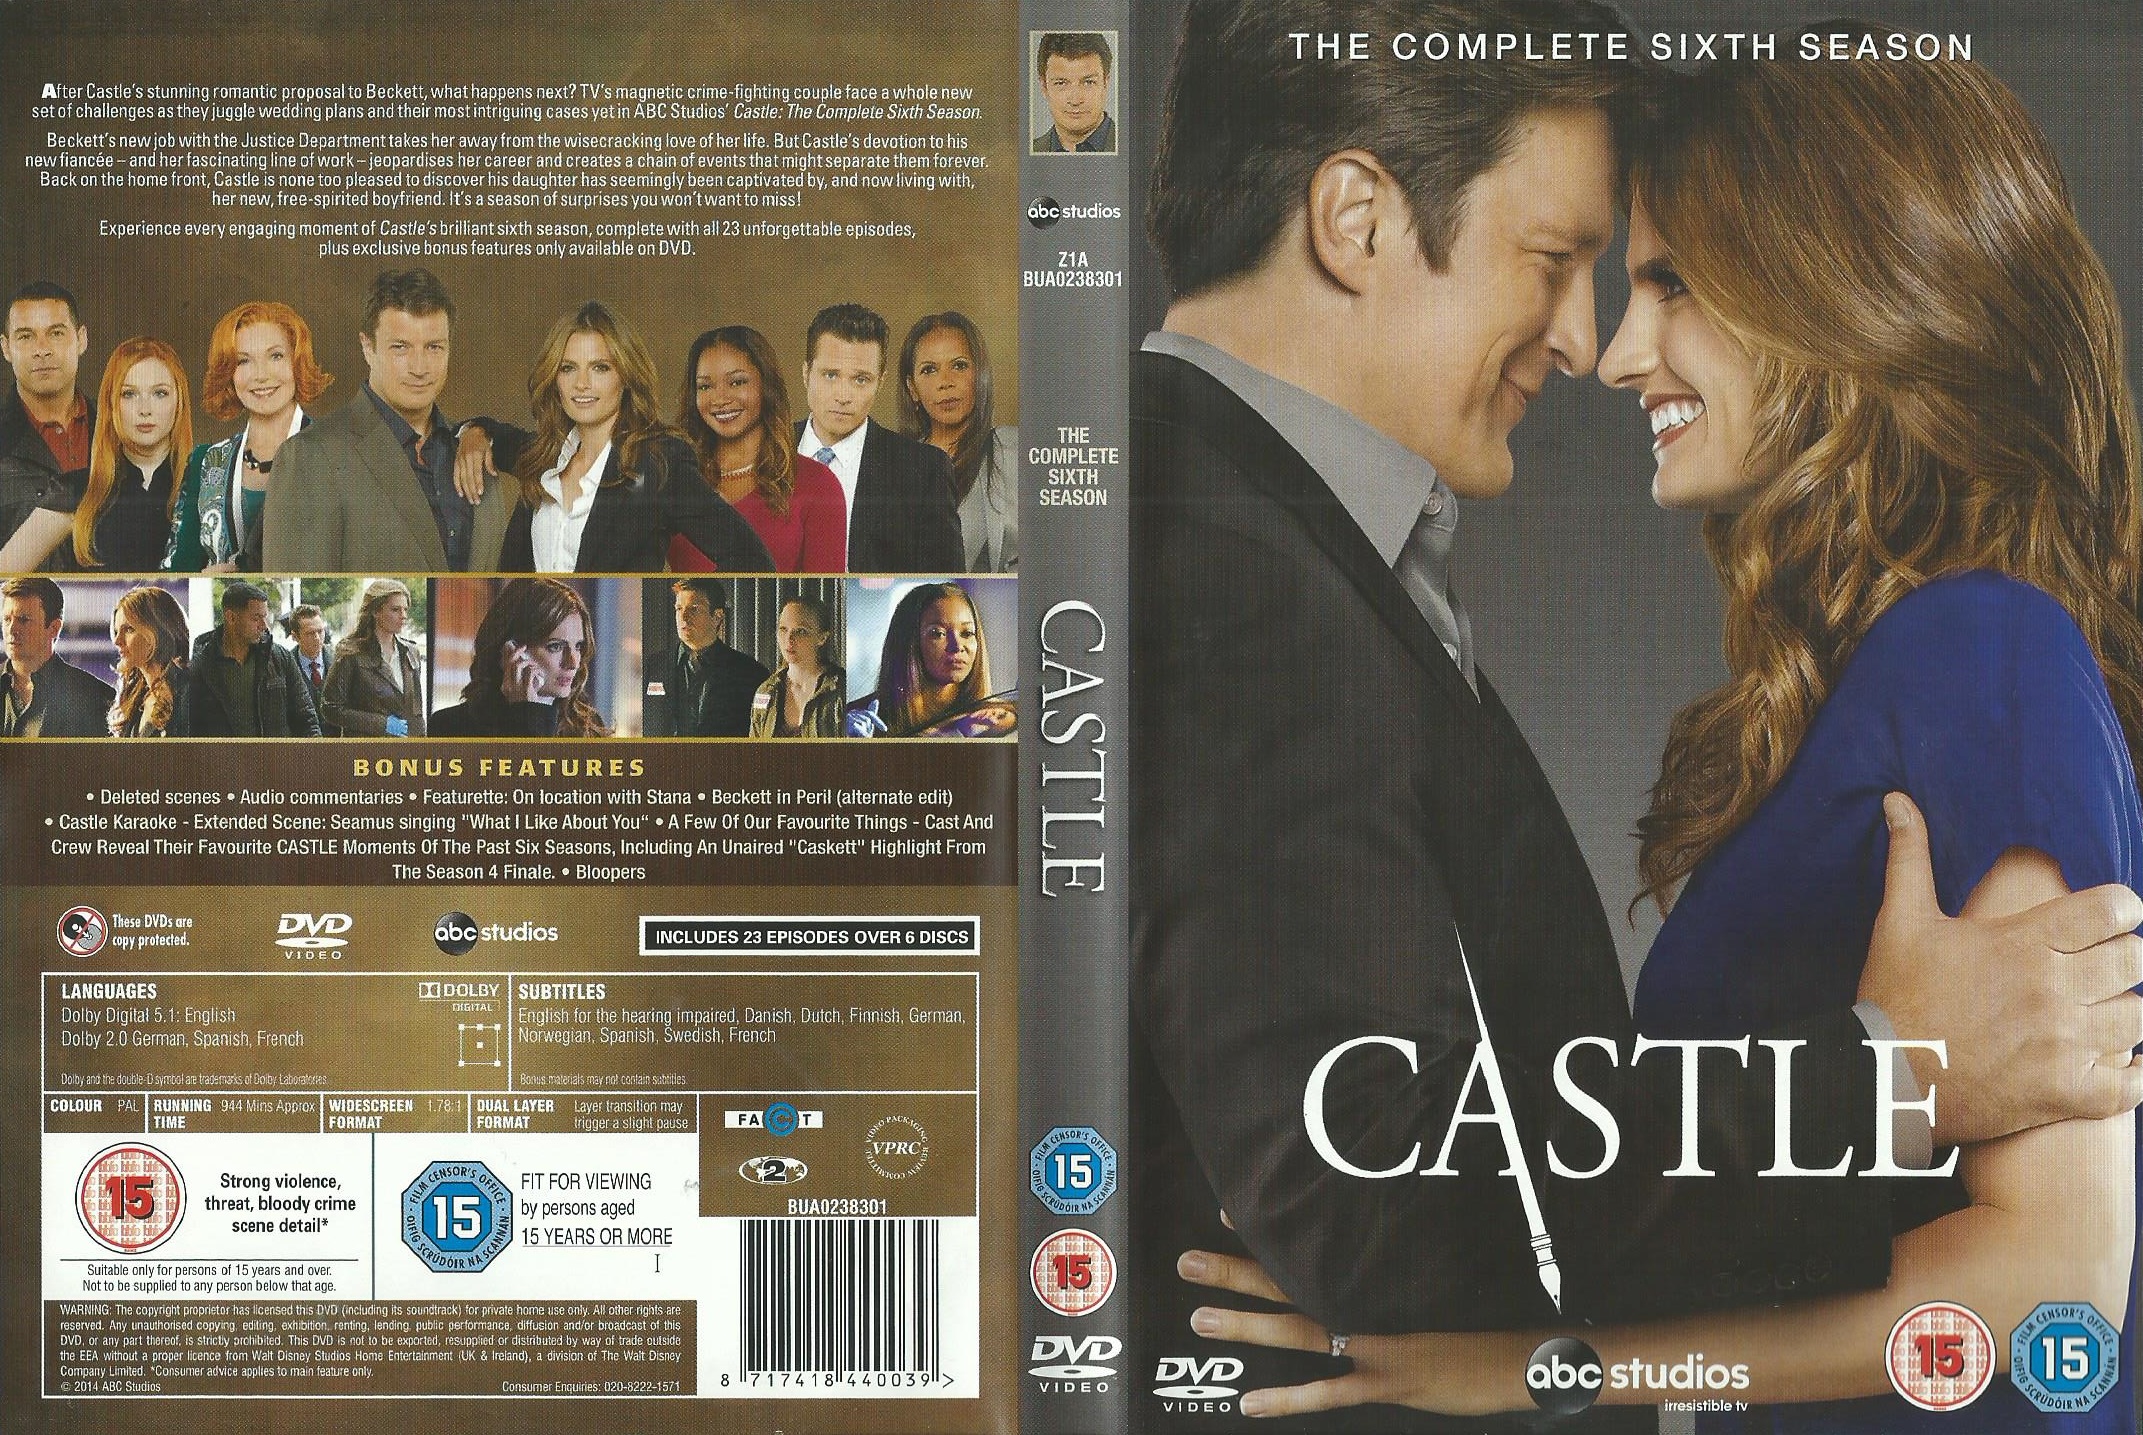 After Castle's stunning romantic proposal to Beckett, what happens next? TV's magnetic crime-fighting couple face a whole new
set of challenges as they juggle wedding plans and their most intriguing cases yet in ABC Studios' Castle: The Complete Sixth Season.
Beckett's new job with the Justice Department takes her away from the wisecracking love of her life. But Castle's devotion to his
new fiancée – and her fascinating line of work – jeopardises her career and creates a chain of events that might separate them forever.
Back on the home front, Castle is none too pleased to discover his daughter has seemingly been captivated by, and now living with,
her new, free-spirited boyfriend. It's a season of surprises you won't want to miss!
Experience every engaging moment of Castle's brilliant sixth season, complete with all 23 unforgettable episodes,
plus exclusive bonus features only available on DVD.
BONUS FEATURES
• Deleted scenes • Audio commentaries • Featurette: On location with Stana • Beckett in Peril (alternate edit)
• Castle Karaoke - Extended Scene: Seamus singing "What I Like About You" • A Few Of Our Favourite Things - Cast And
Crew Reveal Their Favourite CASTLE Moments Of The Past Six Seasons, Including An Unaired "Caskett" Highlight From
The Season 4 Finale. • Bloopers
These DVDs are
copy protected.
DVD
VIDEO
abc studios
INCLUDES 23 EPISODES OVER 6 DISCS
LANGUAGES
Dolby Digital 5.1: English
Dolby 2.0 German, Spanish, French
DOLBY
DIGITAL
Dolby and the double-D symbol are trademarks of Dolby Laboratories
SUBTITLES
English for the hearing impaired, Danish, Dutch, Finnish, German,
Norwegian, Spanish, Swedish, French
Bonus materials may not contain subtitles.
COLOUR PAL
RUNNING TIME 944 Mins Approx
WIDESCREEN FORMAT 1.78:1
DUAL LAYER FORMAT
Layer transition may
trigger a slight pause
15
Strong violence,
threat, bloody crime
scene detail*
Suitable only for persons of 15 years and over.
Not to be supplied to any person below that age.
FILM CENSOR'S OFFICE
15
OIFIG SCRÚDÓIR NA SCANNÁN
FIT FOR VIEWING
by persons aged
15 YEARS OR MORE
FACT
VPRC
2
BUA0238301
8 717418 440039 >
WARNING: The copyright proprietor has licensed this DVD (including its soundtrack) for private home use only. All other rights are
reserved. Any unauthorised copying, editing, exhibition, renting, lending, public performance, diffusion and/or broadcast of this
DVD, or any part thereof, is strictly prohibited. This DVD is not to be exported, resupplied or distributed by way of trade outside
the EEA without a proper licence from Walt Disney Studios Home Entertainment (UK & Ireland), a division of The Walt Disney
Company Limited. *Consumer advice applies to main feature only.
© 2014 ABC Studios
Consumer Enquiries: 020-8222-1571
abc studios
Z1A
BUA0238301
THE
COMPLETE
SIXTH
SEASON
CASTLE
FILM CENSOR'S OFFICE
15
OIFIG SCRÚDÓIR NA SCANNÁN
15
DVD
VIDEO
THE COMPLETE SIXTH SEASON
CASTLE
DVD
VIDEO
abc studios
irresistible tv
15
FILM CENSOR'S OFFICE
15
OIFIG SCRÚDÓIR NA SCANNÁN